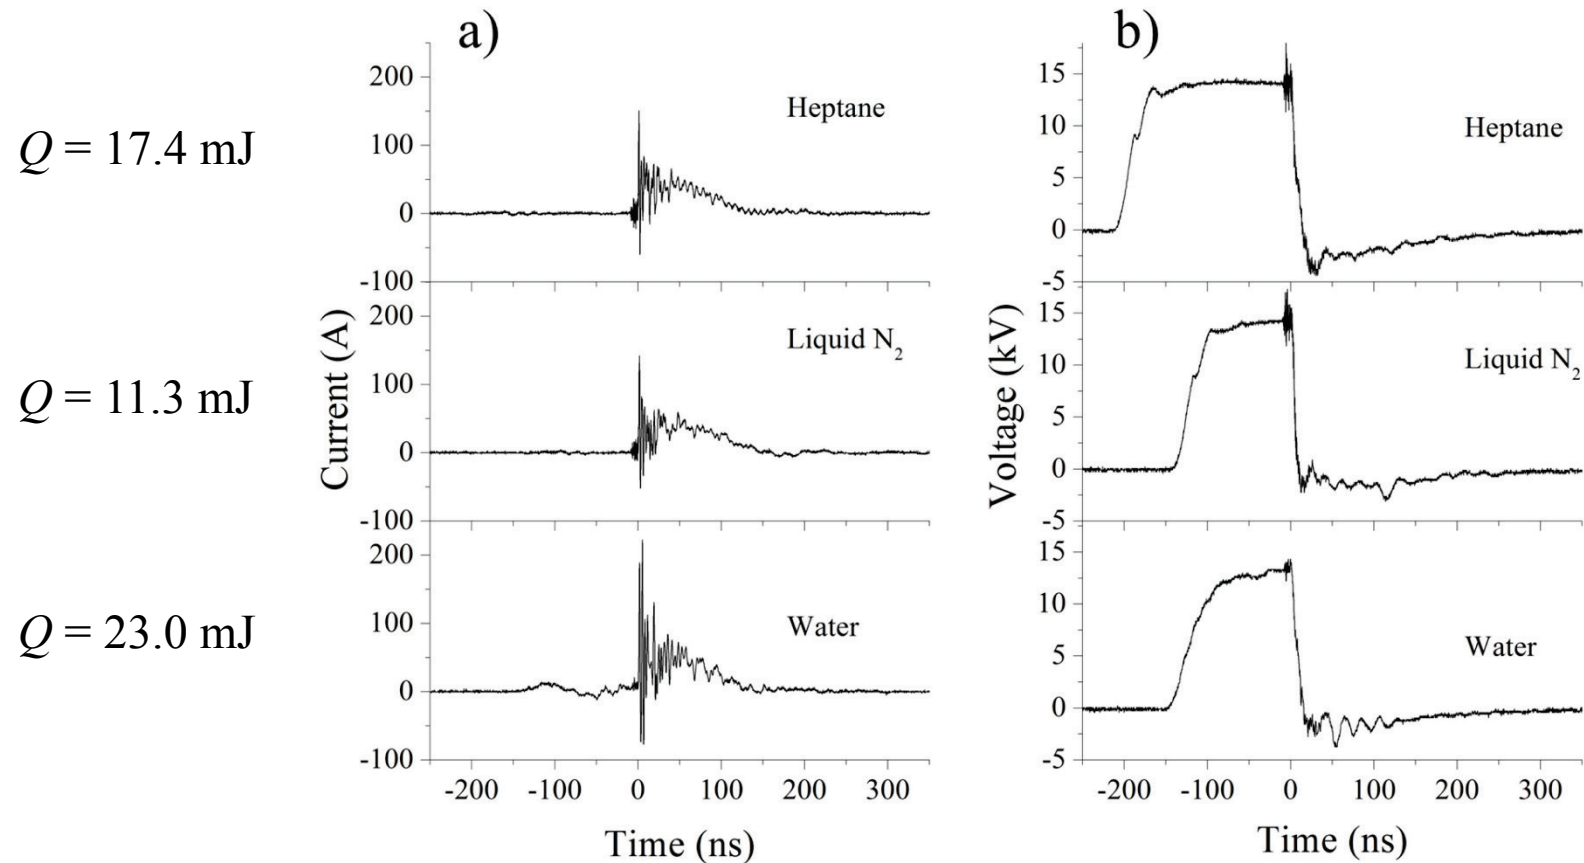 a)
b)
Q = 17.4 mJ
Q = 11.3 mJ
Q = 23.0 mJ
Current (A)
200
100
0
-100
Heptane
200
100
0
-100
Liquid N2
200
100
0
-100
Water
-200 -100 0 100 200 300
Time (ns)
Voltage (kV)
15
10
5
0
-5
Heptane
15
10
5
0
-5
Liquid N2
15
10
5
0
-5
Water
-200 -100 0 100 200 300
Time (ns)